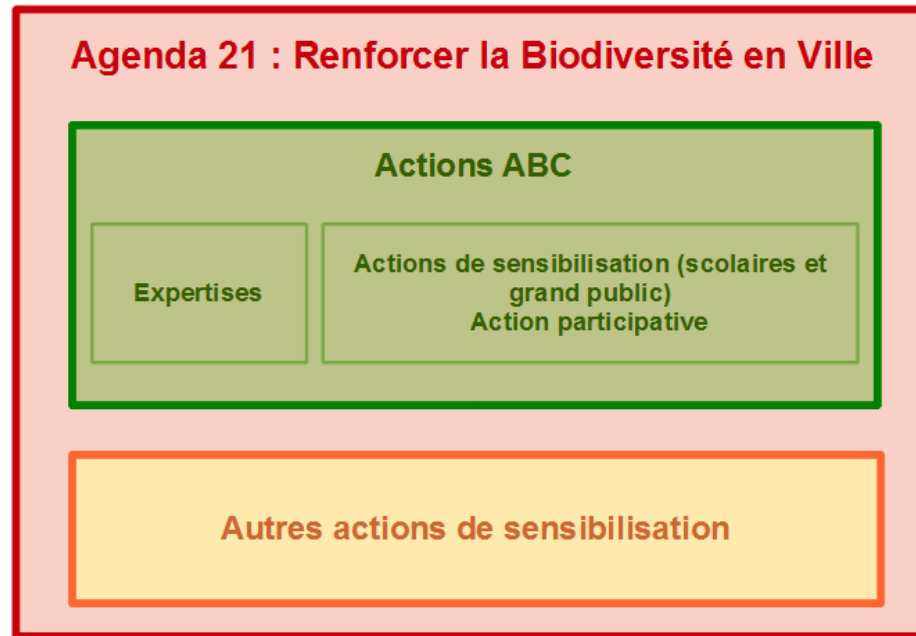 Agenda 21 : Renforcer la Biodiversité en Ville
Actions ABC
Expertises
Actions de sensibilisation (scolaires et
grand public)
Action participative
Autres actions de sensibilisation